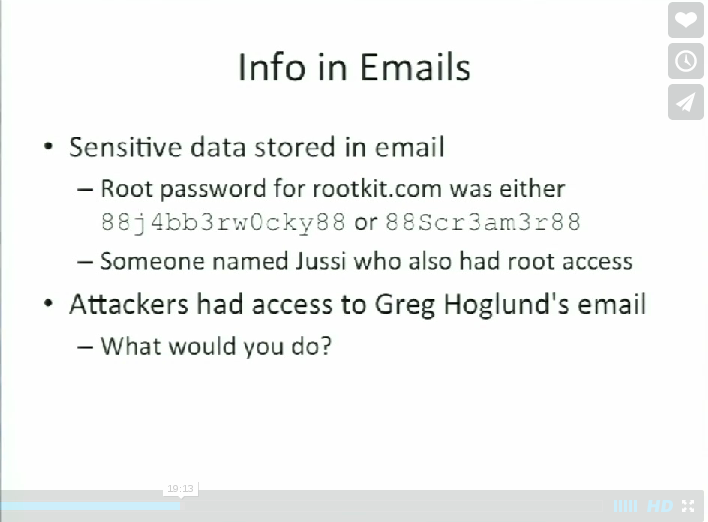 Info in Emails
• Sensitive data stored in email
– Root password for rootkit.com was either
88j4bb3rw0cky88 or 88Scr3am3r88
– Someone named Jussi who also had root access
• Attackers had access to Greg Hoglund's email
– What would you do?
19:13
HD